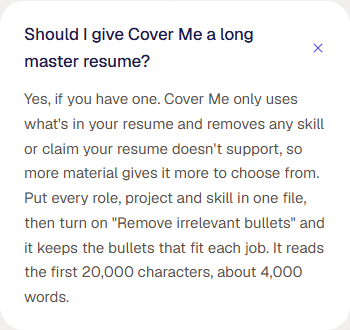 Should I give Cover Me a long
master resume?
Yes, if you have one. Cover Me only uses
what's in your resume and removes any skill
or claim your resume doesn't support, so
more material gives it more to choose from.
Put every role, project and skill in one file,
then turn on "Remove irrelevant bullets" and
it keeps the bullets that fit each job. It reads
the first 20,000 characters, about 4,000
words.